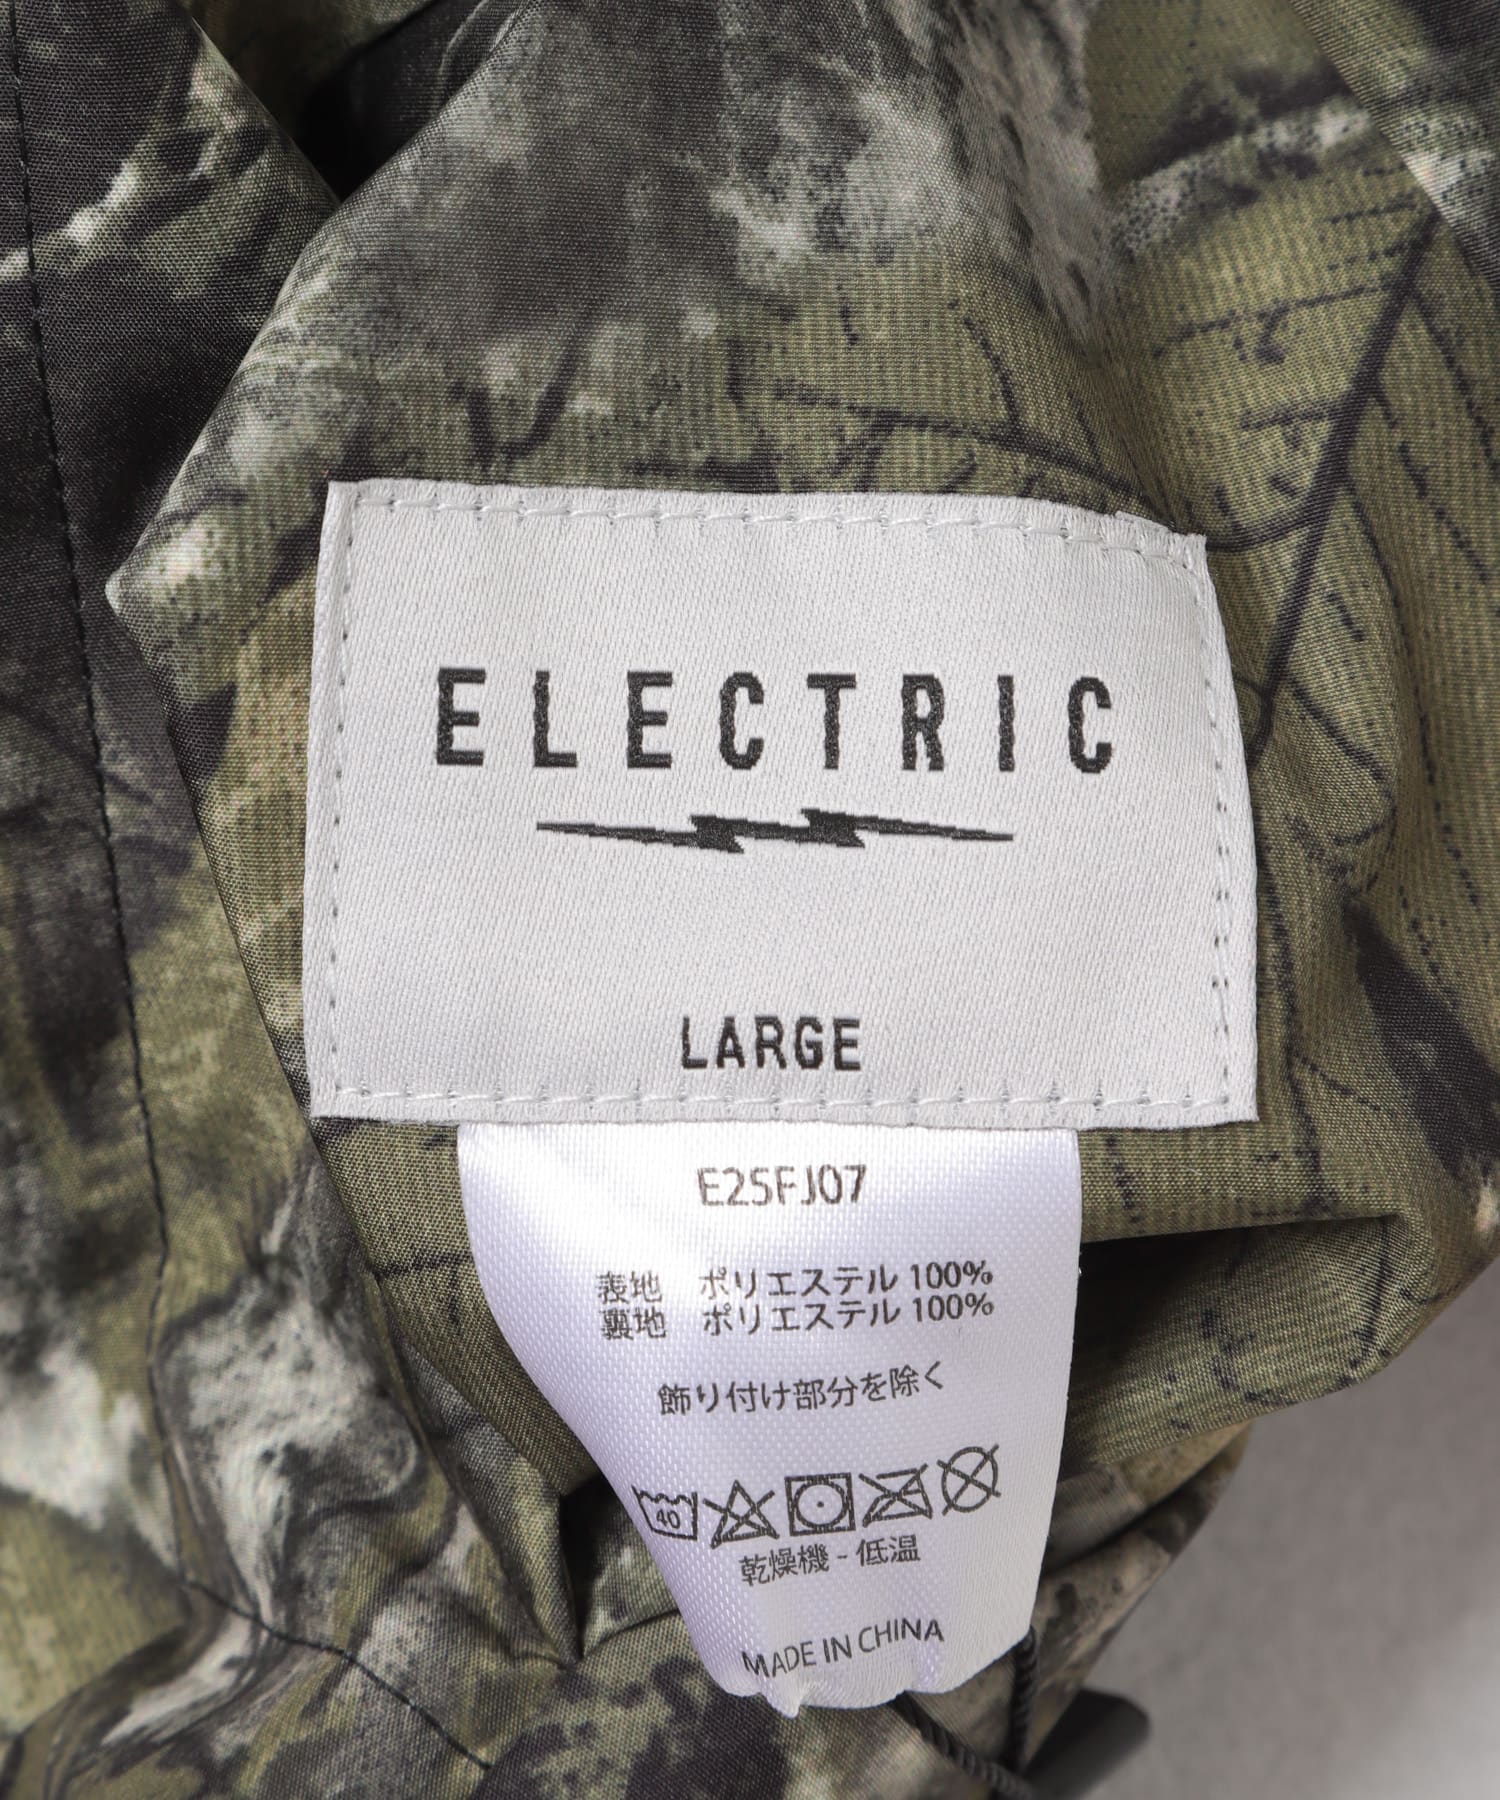 ELECTRIC
LARGE
E25FJ07
表地 ポリエステル 100%
裏地 ポリエステル 100%
飾り付け部分を除く
40
乾燥機 - 低温
MADE IN CHINA